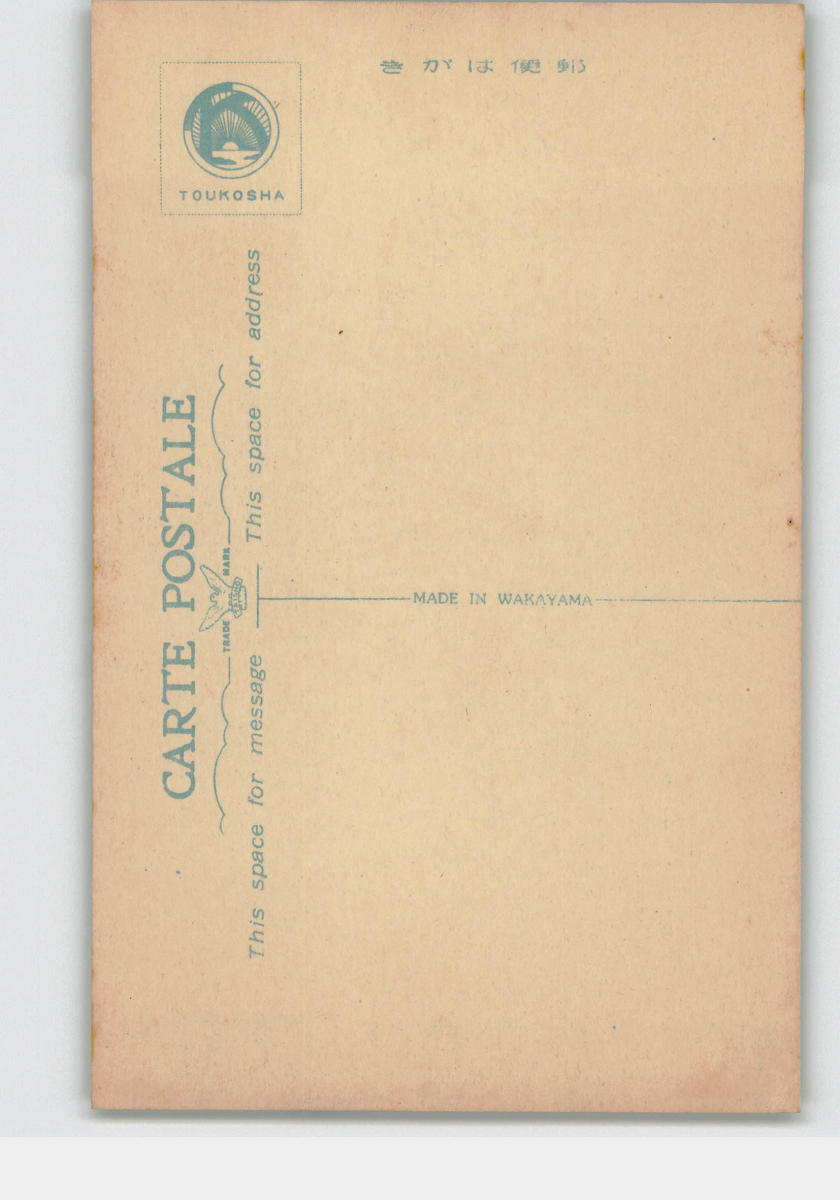 きがは便郵
TOUKOSHA
CARTE POSTALE
TRADE MARK
This space for message
This space for address
MADE IN WAKAYAMA